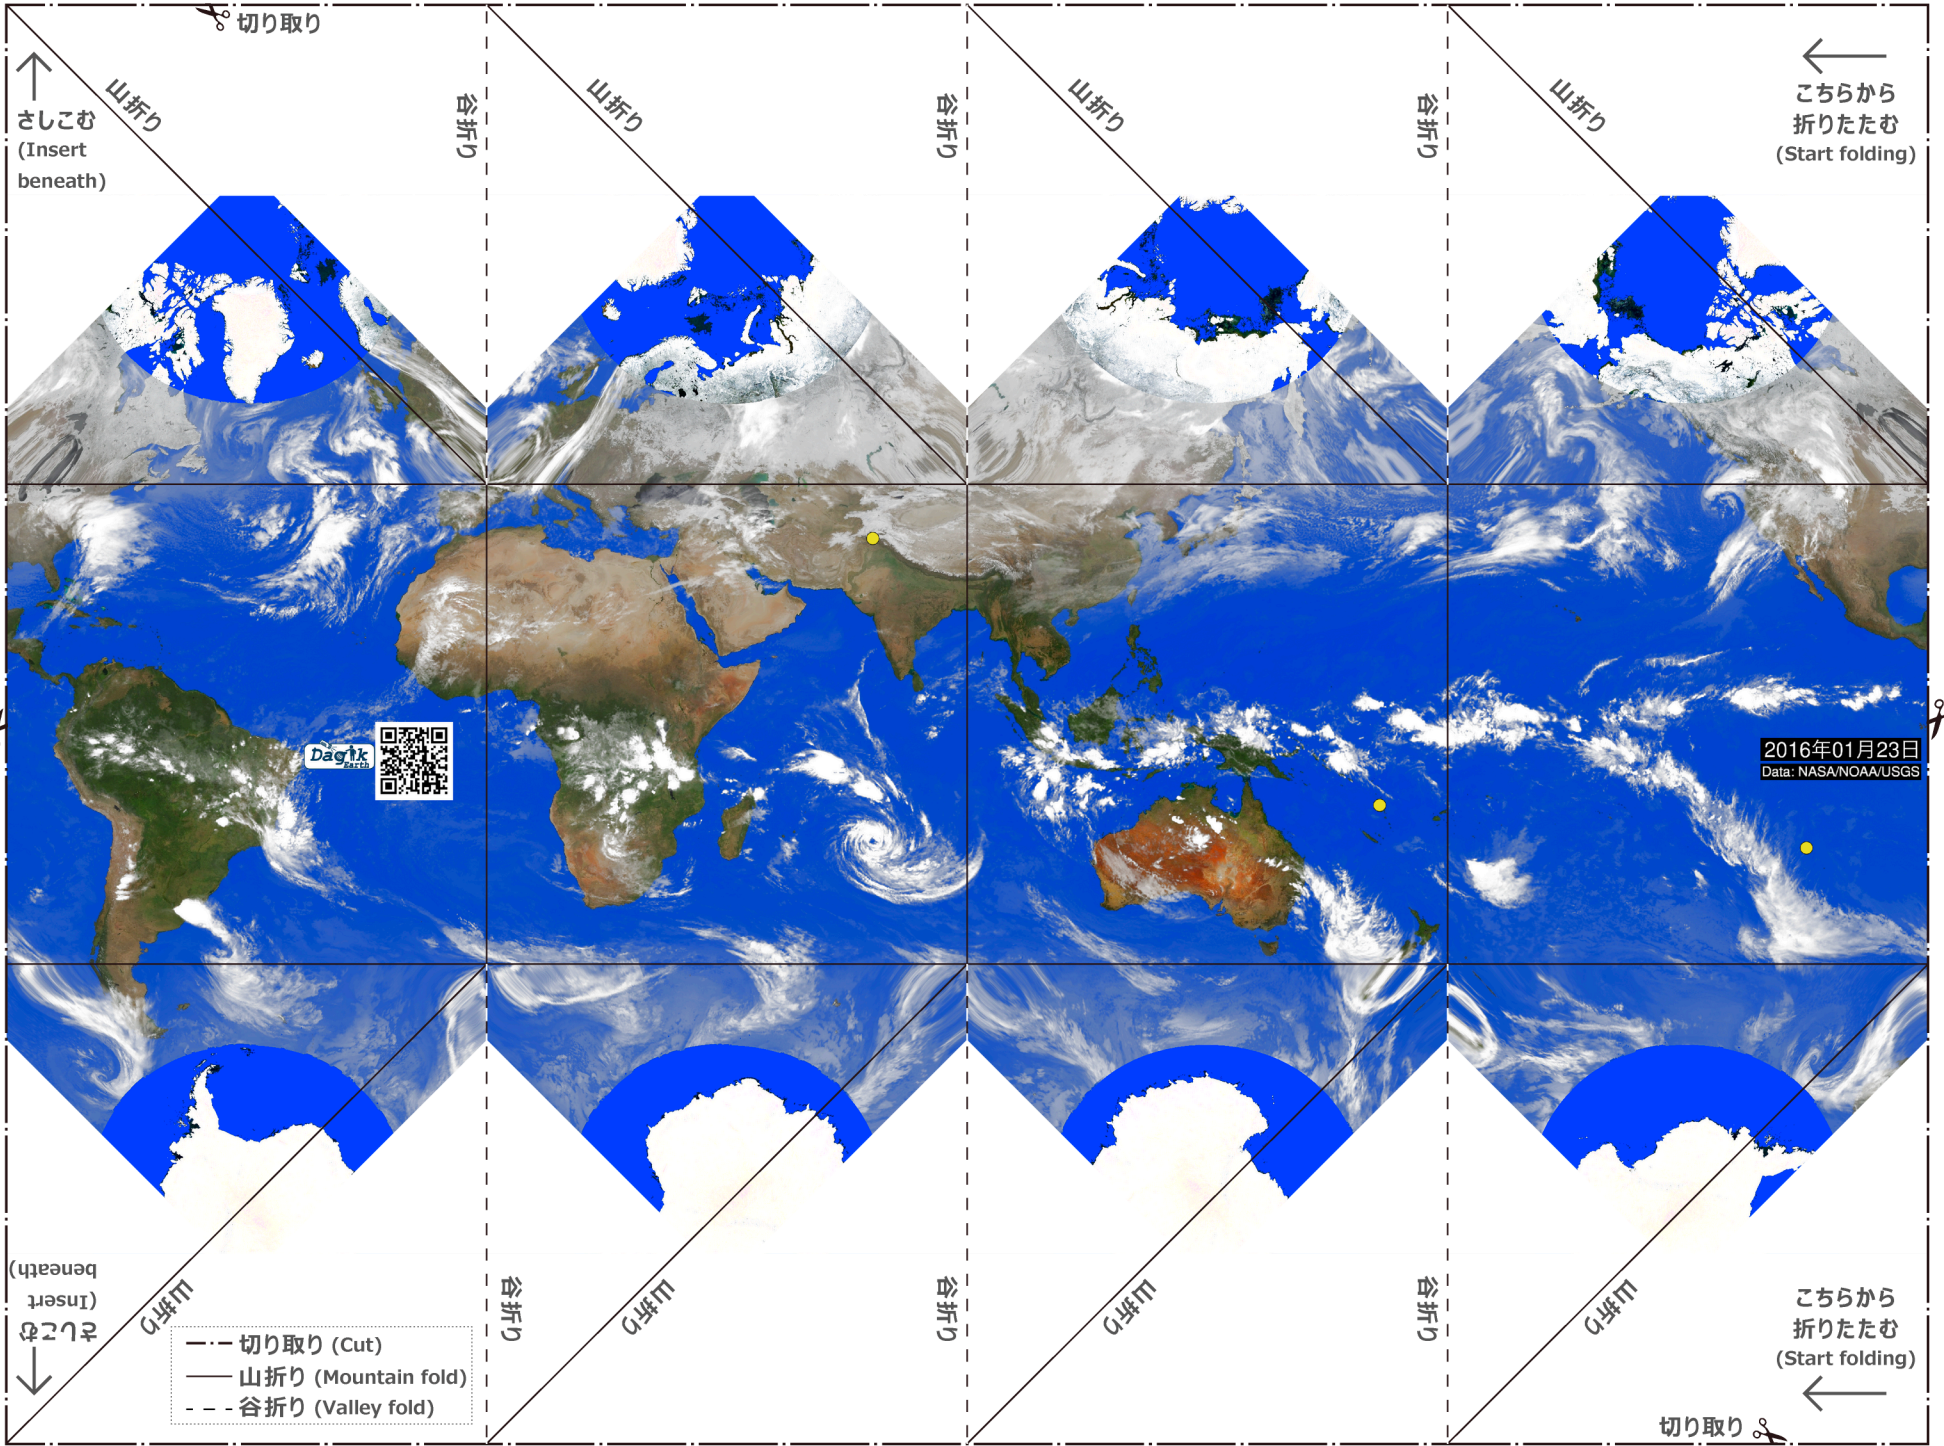 切り取り
山折り
谷折り
山折り
谷折り
山折り
谷折り
山折り
さしこむ
(Insert
beneath)
こちらから
折りたたむ
(Start folding)
Dagik
Earth
2016年01月23日
Data: NASA/NOAA/USGS
さしこむ
(Insert
beneath)
山折り
谷折り
山折り
谷折り
山折り
谷折り
山折り
こちらから
折りたたむ
(Start folding)
切り取り (Cut)
山折り (Mountain fold)
谷折り (Valley fold)
切り取り